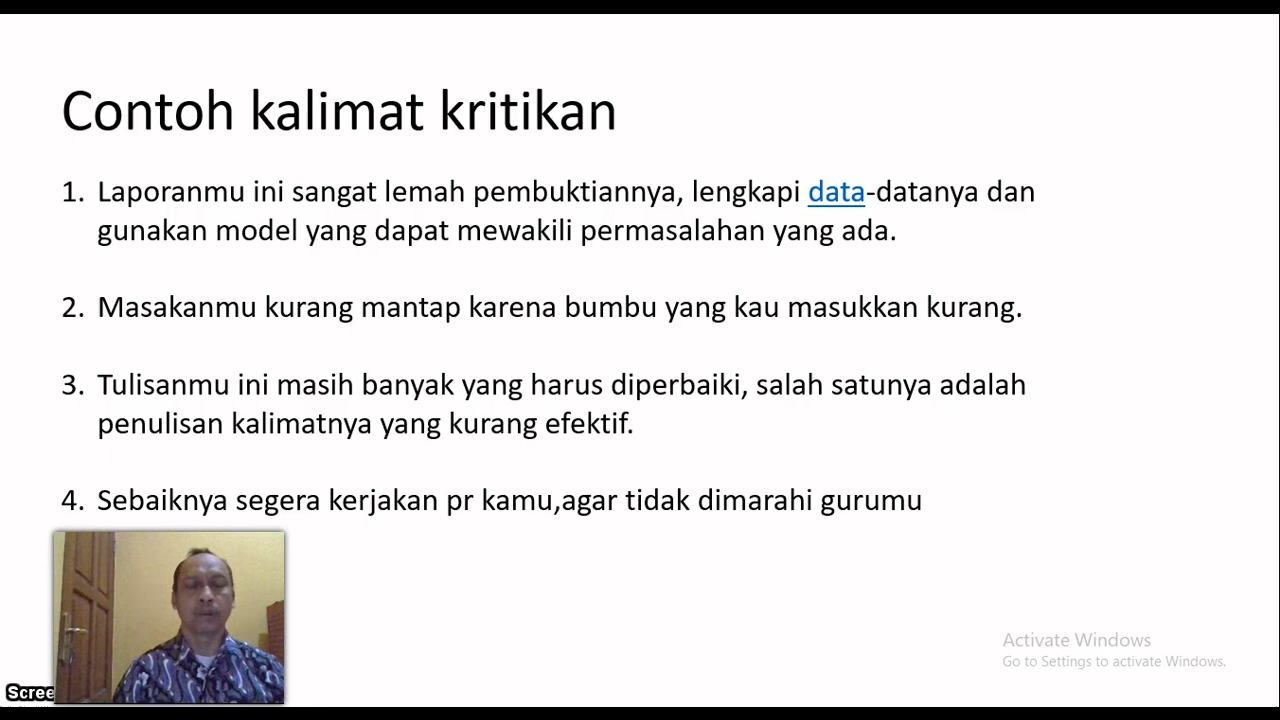 Contoh kalimat kritikan
1. Laporanmu ini sangat lemah pembuktiannya, lengkapi data-datanya dan
gunakan model yang dapat mewakili permasalahan yang ada.
2. Masakanmu kurang mantap karena bumbu yang kau masukkan kurang.
3. Tulisanmu ini masih banyak yang harus diperbaiki, salah satunya adalah
penulisan kalimatnya yang kurang efektif.
4. Sebaiknya segera kerjakan pr kamu,agar tidak dimarahi gurumu
Activate Windows
Go to Settings to activate Windows.
Scree